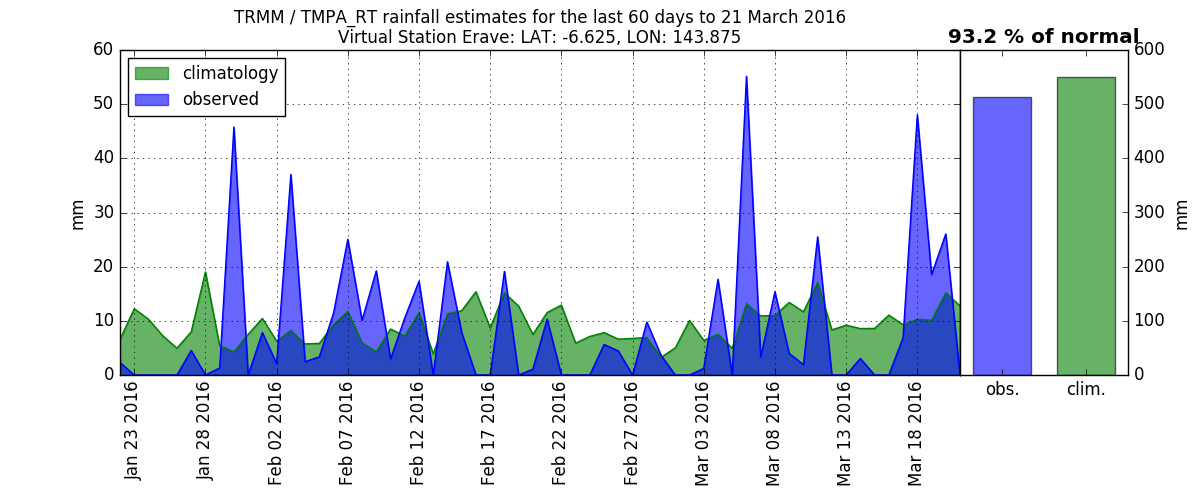 TRMM / TMPA_RT rainfall estimates for the last 60 days to 21 March 2016
Virtual Station Erave: LAT: -6.625, LON: 143.875
93.2 % of normal
climatology
observed
mm
60
50
40
30
20
10
0
Jan 23 2016
Jan 28 2016
Feb 02 2016
Feb 07 2016
Feb 12 2016
Feb 17 2016
Feb 22 2016
Feb 27 2016
Mar 03 2016
Mar 08 2016
Mar 13 2016
Mar 18 2016
600
500
400
300
200
100
0
mm
obs.
clim.